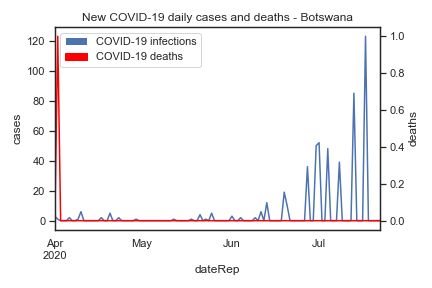 New COVID-19 daily cases and deaths - Botswana
COVID-19 infections
COVID-19 deaths
120
100
80
60
40
20
0
cases
1.0
0.8
0.6
0.4
0.2
0.0
deaths
Apr
2020
May
Jun
Jul
dateRep